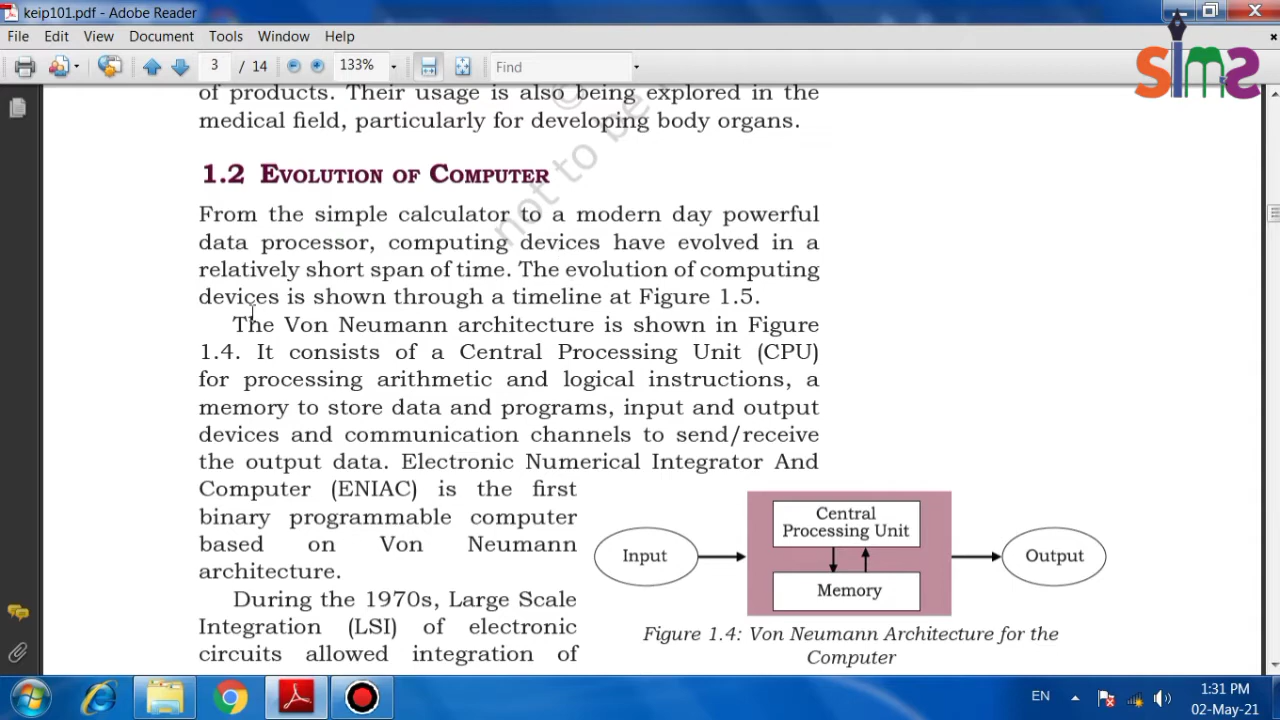 keip101.pdf - Adobe Reader
File Edit View Document Tools Window Help
3 / 14 133% Find
SIMS
of products. Their usage is also being explored in the
medical field, particularly for developing body organs.
© not to be
1.2 Evolution of Computer
From the simple calculator to a modern day powerful
data processor, computing devices have evolved in a
relatively short span of time. The evolution of computing
devices is shown through a timeline at Figure 1.5.
The Von Neumann architecture is shown in Figure
1.4. It consists of a Central Processing Unit (CPU)
for processing arithmetic and logical instructions, a
memory to store data and programs, input and output
devices and communication channels to send/receive
the output data. Electronic Numerical Integrator And
Computer (ENIAC) is the first
binary programmable computer
based on Von Neumann
architecture.
During the 1970s, Large Scale
Integration (LSI) of electronic
circuits allowed integration of
Central
Processing Unit
Input
Output
Memory
Figure 1.4: Von Neumann Architecture for the
Computer
EN
1:31 PM
02-May-21